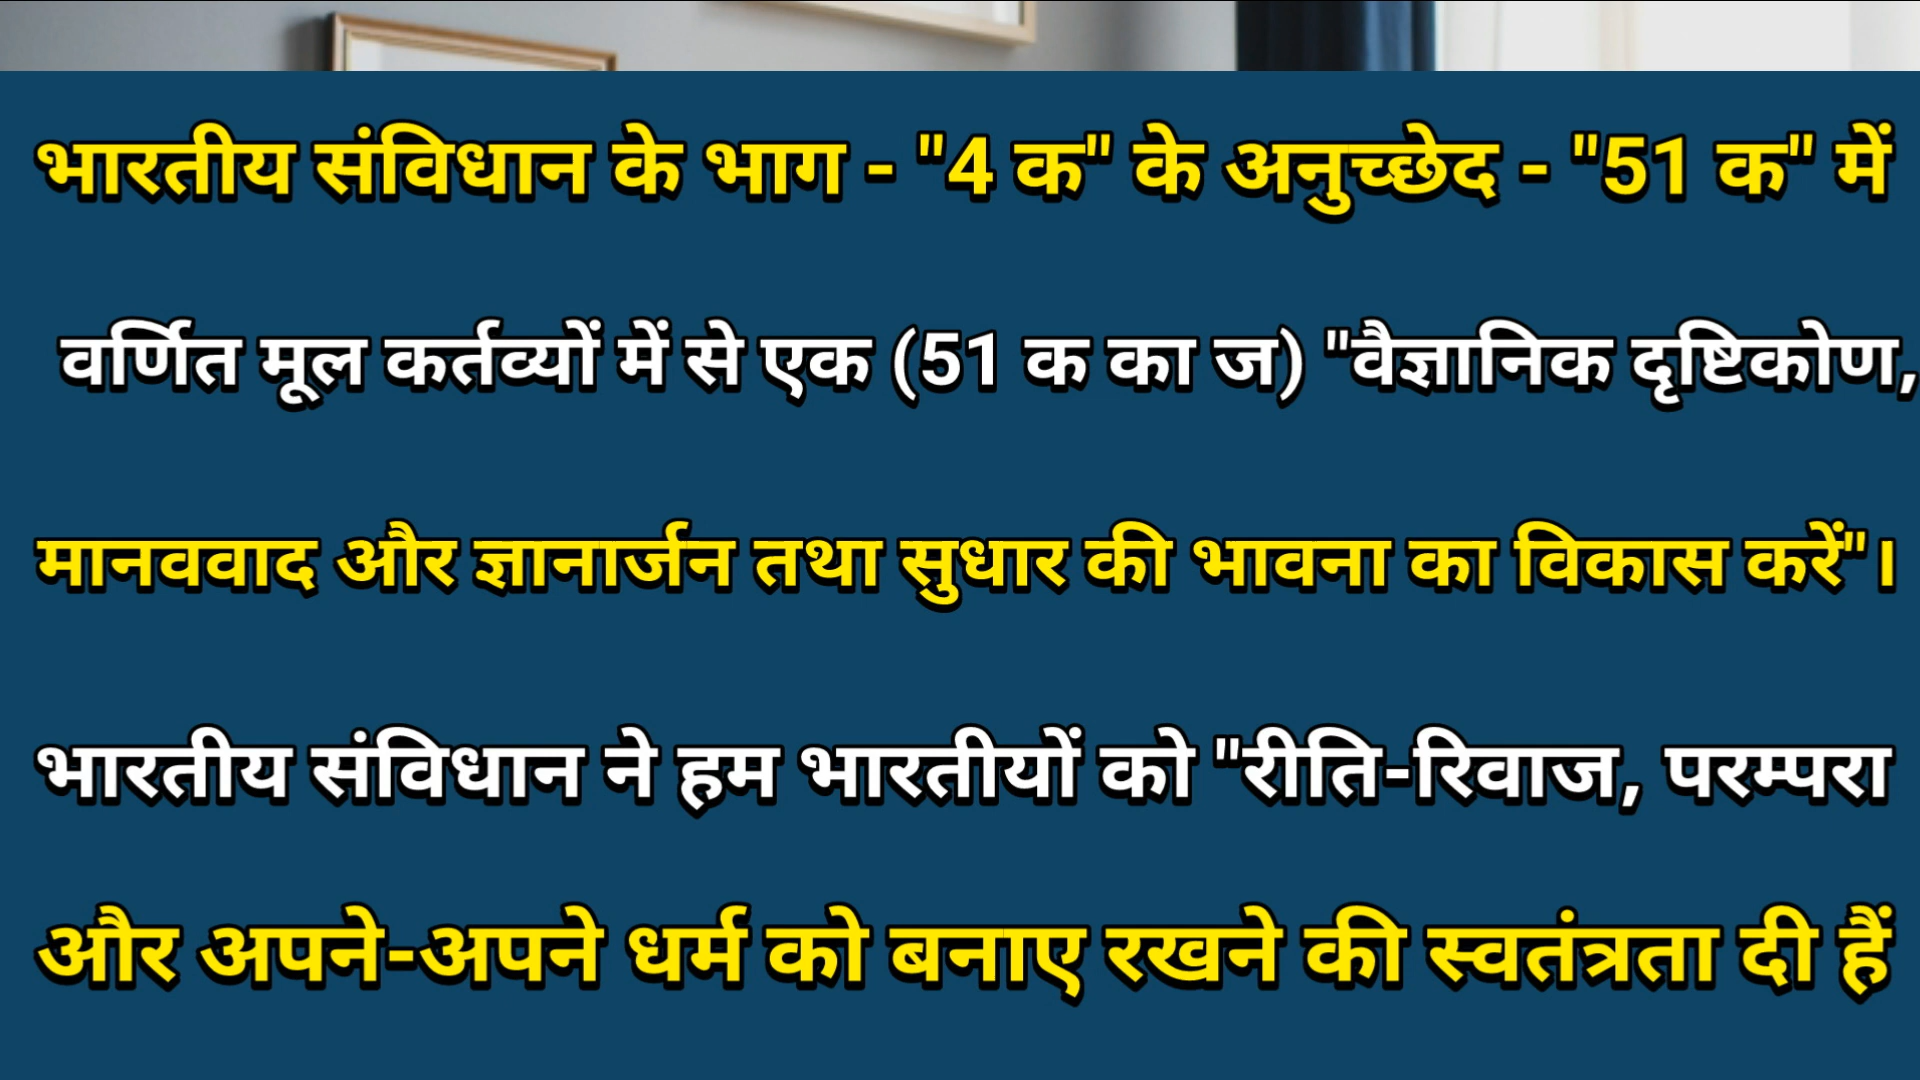 भारतीय संविधान के भाग - "4 क" के अनुच्छेद - "51 क" में
वर्णित मूल कर्तव्यों में से एक (51 क का ज) "वैज्ञानिक दृष्टिकोण,
मानववाद और ज्ञानार्जन तथा सुधार की भावना का विकास करें"।
भारतीय संविधान ने हम भारतीयों को "रीति-रिवाज, परम्परा
और अपने-अपने धर्म को बनाए रखने की स्वतंत्रता दी हैं